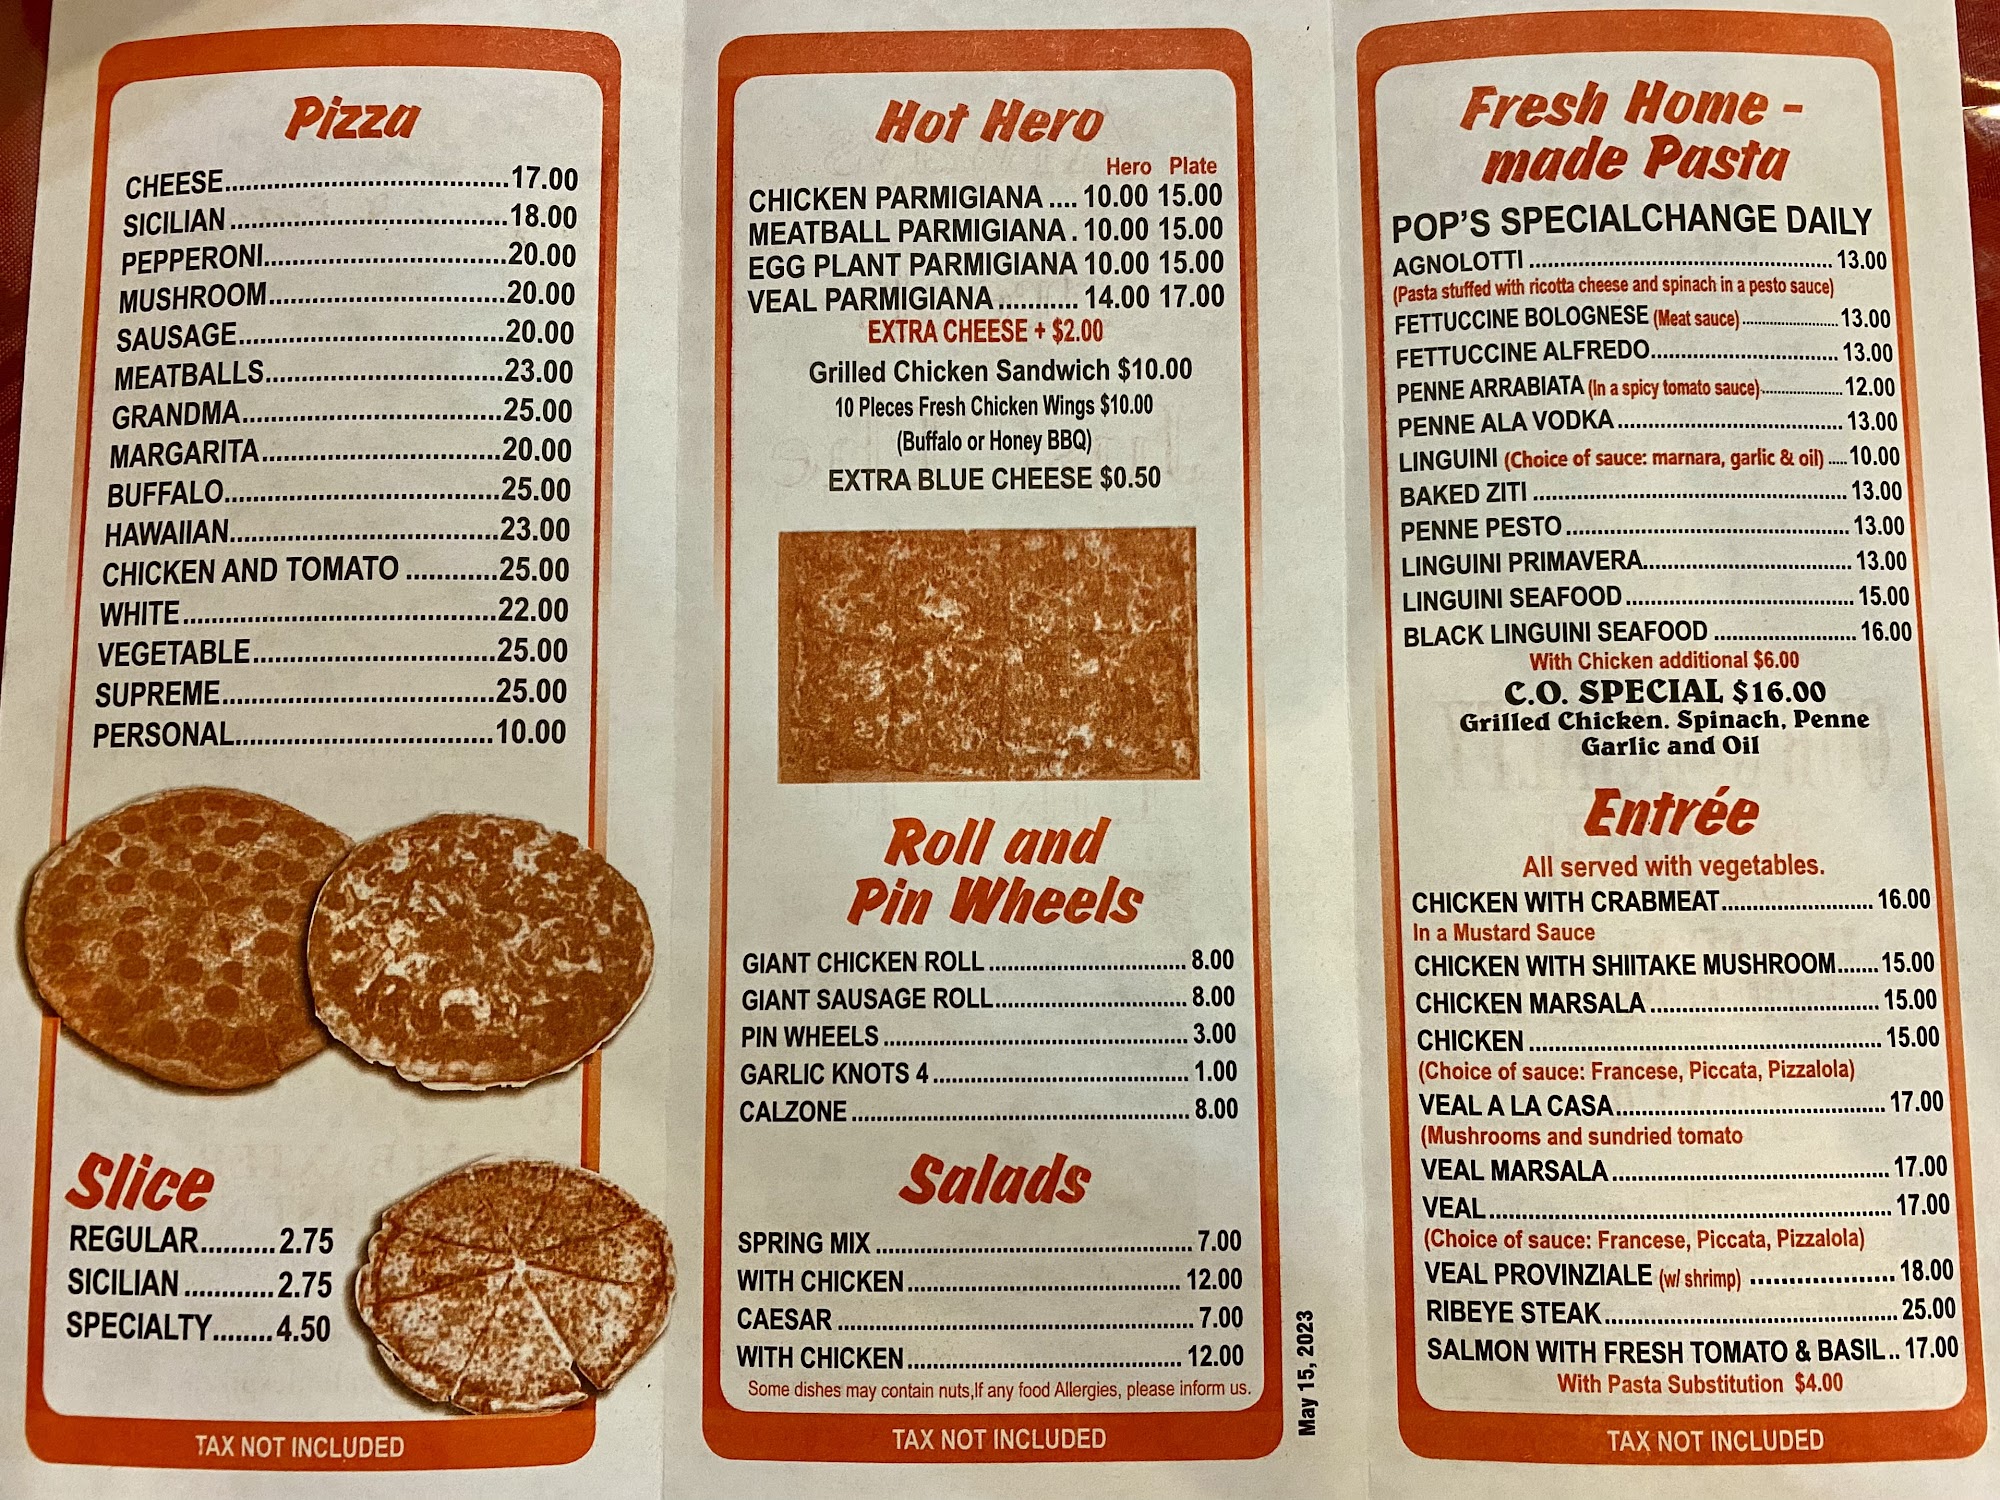 Pizza
CHEESE.................................17.00
SICILIAN.................................18.00
PEPPERONI............................20.00
MUSHROOM...........................20.00
SAUSAGE...............................20.00
MEATBALLS...........................23.00
GRANDMA..............................25.00
MARGARITA............................20.00
BUFFALO................................25.00
HAWAIIAN...............................23.00
CHICKEN AND TOMATO ............25.00
WHITE.....................................22.00
VEGETABLE............................25.00
SUPREME................................25.00
PERSONAL..............................10.00
Slice
REGULAR..........2.75
SICILIAN............2.75
SPECIALTY........4.50
TAX NOT INCLUDED
Hot Hero
Hero Plate
CHICKEN PARMIGIANA .... 10.00 15.00
MEATBALL PARMIGIANA . 10.00 15.00
EGG PLANT PARMIGIANA 10.00 15.00
VEAL PARMIGIANA........... 14.00 17.00
EXTRA CHEESE + $2.00
Grilled Chicken Sandwich $10.00
10 PIeces Fresh Chicken Wings $10.00
(Buffalo or Honey BBQ)
EXTRA BLUE CHEESE $0.50
Roll and
Pin Wheels
GIANT CHICKEN ROLL................................ 8.00
GIANT SAUSAGE ROLL............................... 8.00
PIN WHEELS ................................................. 3.00
GARLIC KNOTS 4 ......................................... 1.00
CALZONE ...................................................... 8.00
Salads
SPRING MIX .................................................. 7.00
WITH CHICKEN........................................... 12.00
CAESAR ......................................................... 7.00
WITH CHICKEN........................................... 12.00
Some dishes may contain nuts,If any food Allergies, please inform us.
TAX NOT INCLUDED
May 15, 2023
Fresh Home -
made Pasta
POP'S SPECIALCHANGE DAILY
AGNOLOTTI ................................................ 13.00
(Pasta stuffed with ricotta cheese and spinach in a pesto sauce)
FETTUCCINE BOLOGNESE (Meat sauce) ........................13.00
FETTUCCINE ALFREDO.............................. 13.00
PENNE ARRABIATA (In a spicy tomato sauce).................... 12.00
PENNE ALA VODKA .................................... 13.00
LINGUINI (Choice of sauce: marnara, garlic & oil) .....10.00
BAKED ZITI .................................................. 13.00
PENNE PESTO ............................................. 13.00
LINGUINI PRIMAVERA................................. 13.00
LINGUINI SEAFOOD ..................................... 15.00
BLACK LINGUINI SEAFOOD ....................... 16.00
With Chicken additional $6.00
C.O. SPECIAL $16.00
Grilled Chicken. Spinach, Penne
Garlic and Oil
Entrée
All served with vegetables.
CHICKEN WITH CRABMEAT........................ 16.00
In a Mustard Sauce
CHICKEN WITH SHIITAKE MUSHROOM.......15.00
CHICKEN MARSALA .................................... 15.00
CHICKEN ....................................................... 15.00
(Choice of sauce: Francese, Piccata, Pizzalola)
VEAL A LA CASA.......................................... 17.00
(Mushrooms and sundried tomato
VEAL MARSALA........................................... 17.00
VEAL.............................................................. 17.00
(Choice of sauce: Francese, Piccata, Pizzalola)
VEAL PROVINZIALE (w/ shrimp) .................... 18.00
RIBEYE STEAK............................................. 25.00
SALMON WITH FRESH TOMATO & BASIL.. 17.00
With Pasta Substitution $4.00
TAX NOT INCLUDED